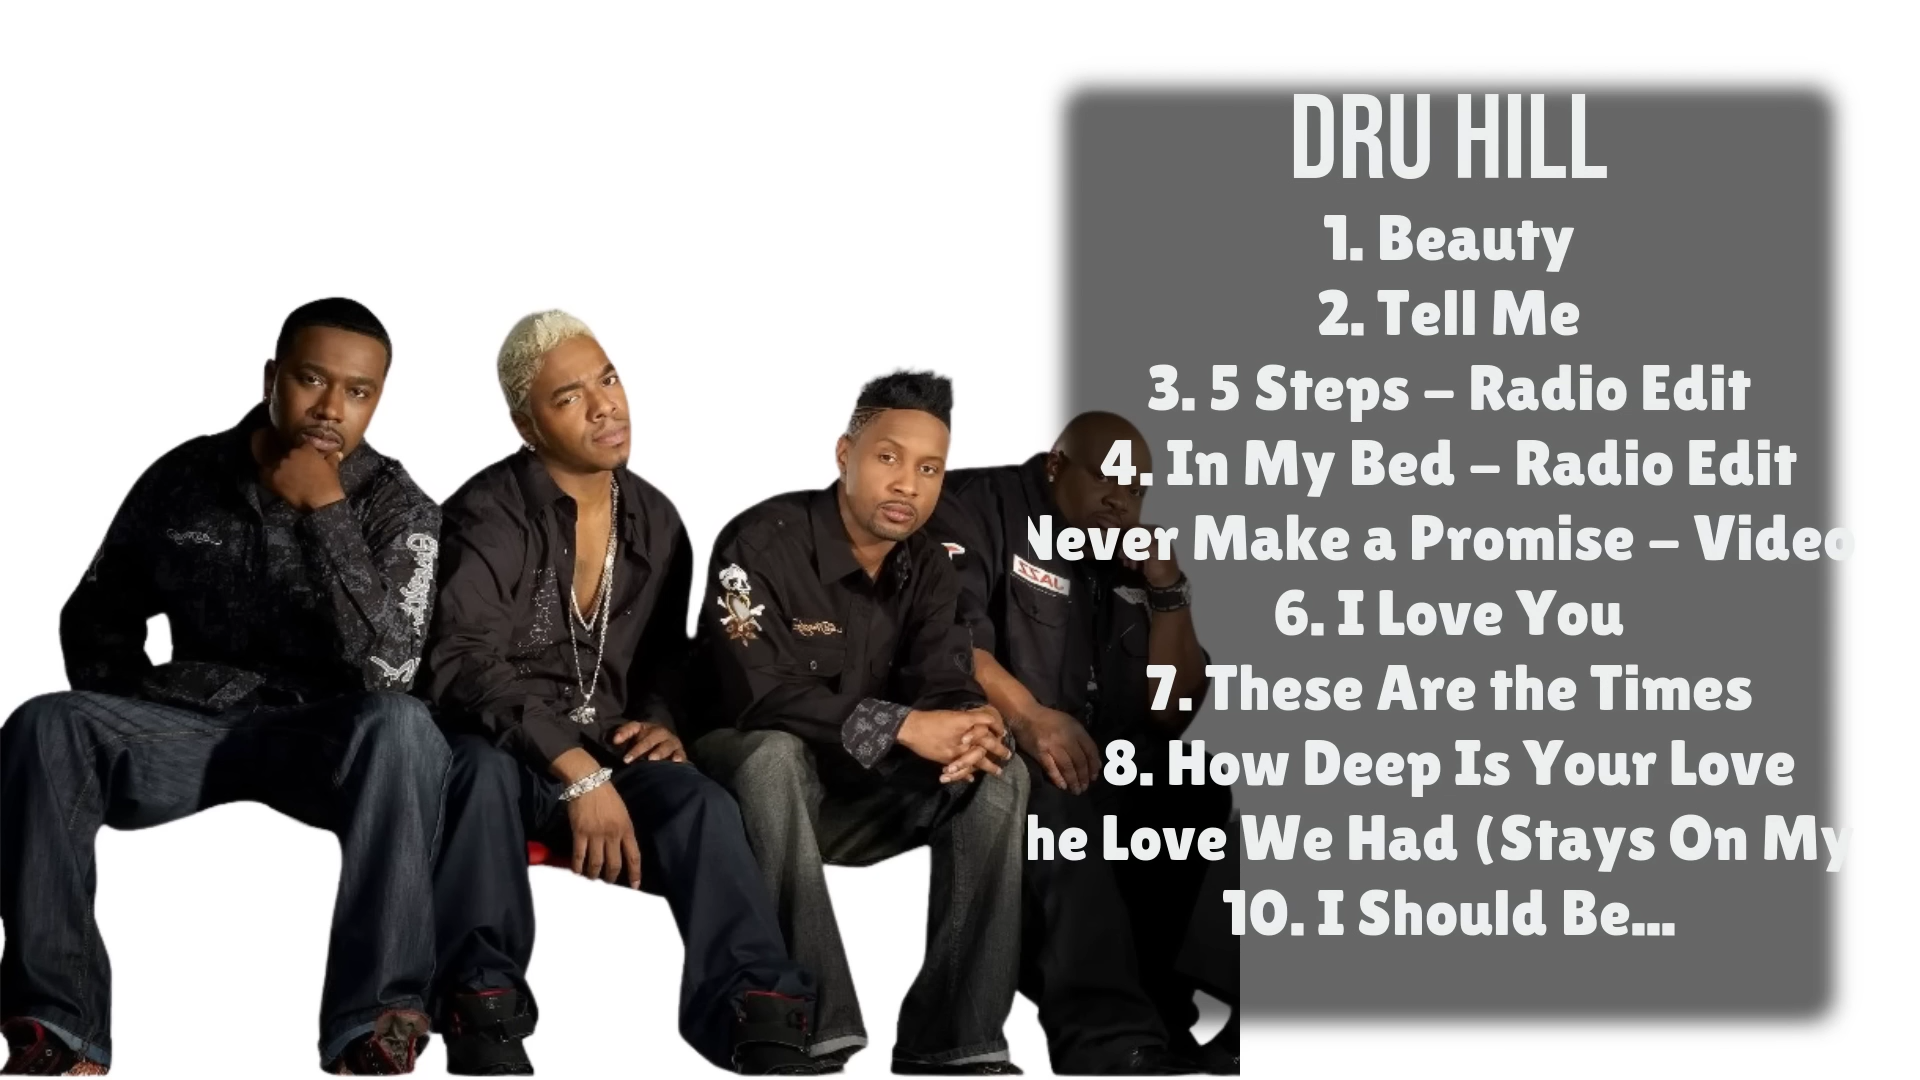 DRU HILL
1. Beauty
2. Tell Me
3. 5 Steps – Radio Edit
4. In My Bed – Radio Edit
Never Make a Promise – Video
6. I Love You
7. These Are the Times
8. How Deep Is Your Love
he Love We Had (Stays On My
10. I Should Be...
JAZZ